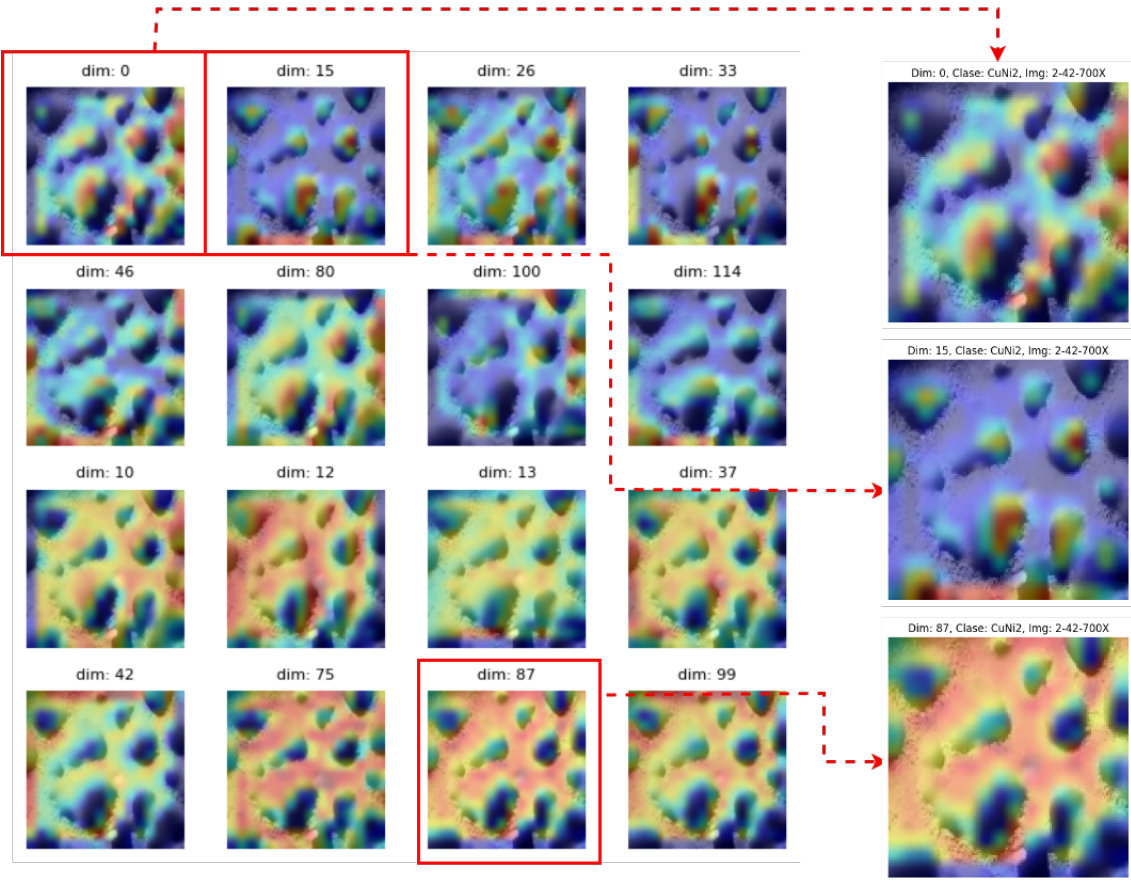 dim: 0
dim: 15
dim: 26
dim: 33
dim: 46
dim: 80
dim: 100
dim: 114
dim: 10
dim: 12
dim: 13
dim: 37
dim: 42
dim: 75
dim: 87
dim: 99
Dim: 0, Clase: CuNi2, Img: 2-42-700X
Dim: 15, Clase: CuNi2, Img: 2-42-700X
Dim: 87, Clase: CuNi2, Img: 2-42-700X